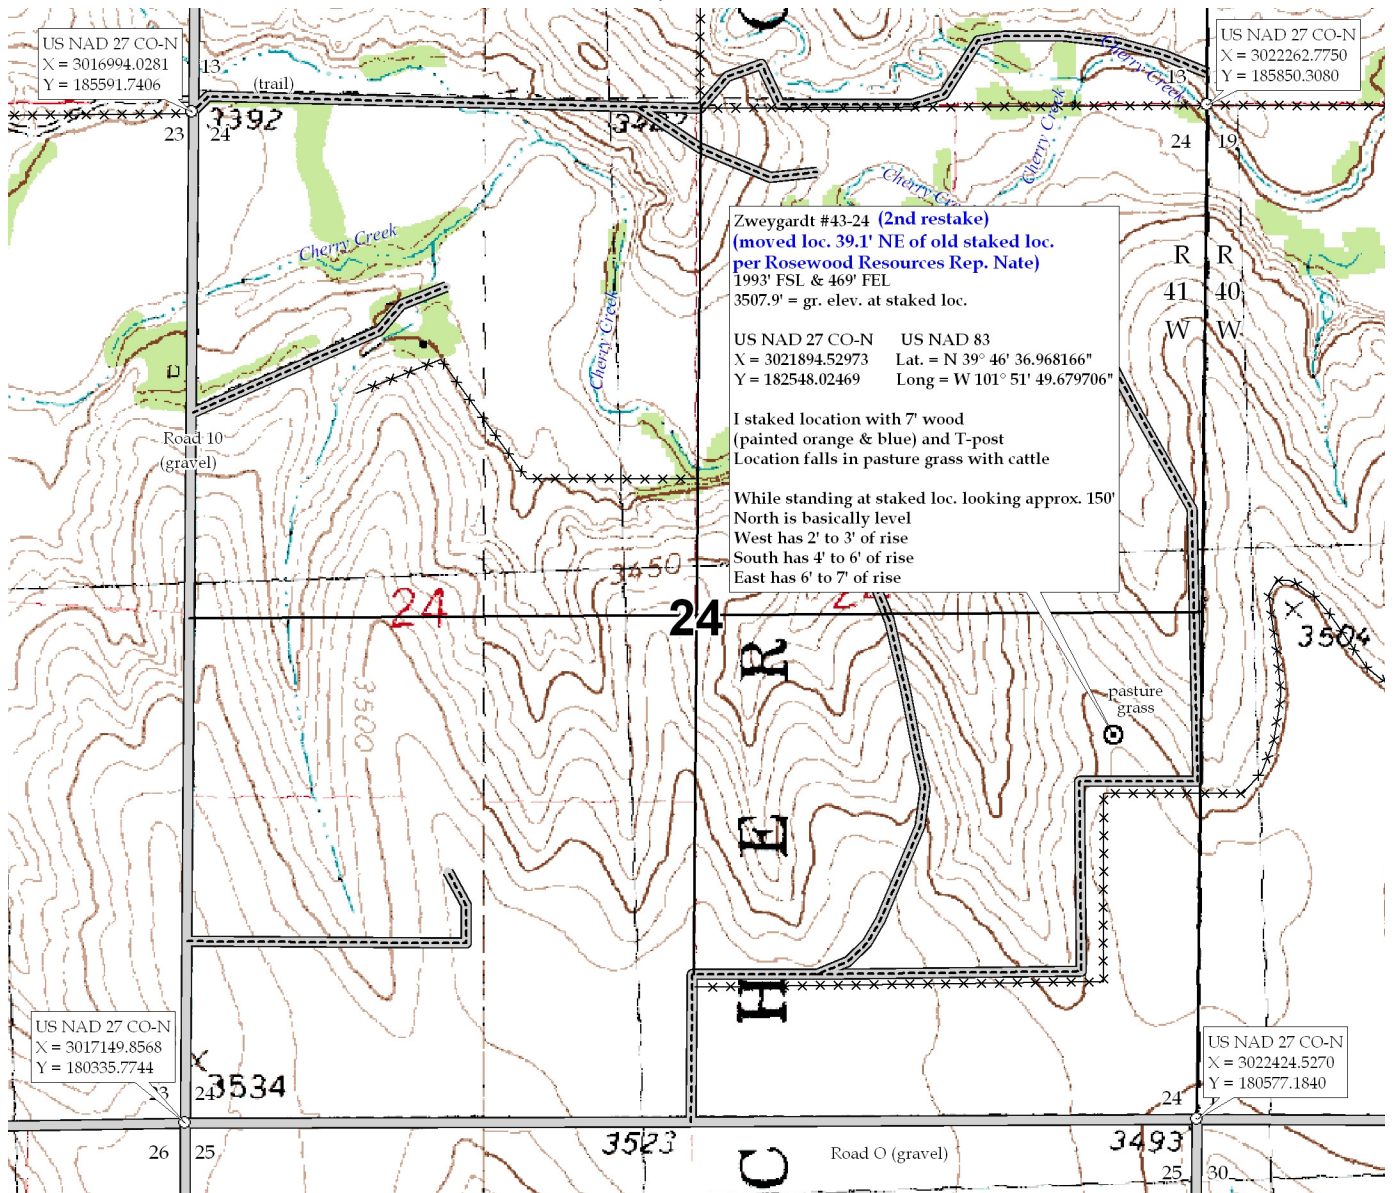 US NAD 27 CO-N
X = 3016994.0281
Y = 185591.7406
13
(trail)
3392
23
24
3422
C
Cherry Creek
13
US NAD 27 CO-N
X = 3022262.7750
Y = 185850.3080
Cherry Creek
24
19
Cherry Creek
Cherry Creek
Cherry Creek
Zweygardt #43-24 (2nd restake)
(moved loc. 39.1' NE of old staked loc.
per Rosewood Resources Rep. Nate)
1993' FSL & 469' FEL
3507.9' = gr. elev. at staked loc.
US NAD 27 CO-N US NAD 83
X = 3021894.52973 Lat. = N 39° 46' 36.968166"
Y = 182548.02469 Long = W 101° 51' 49.679706"
I staked location with 7' wood
(painted orange & blue) and T-post
Location falls in pasture grass with cattle
While standing at staked loc. looking approx. 150'
North is basically level
West has 2' to 3' of rise
South has 4' to 6' of rise
East has 6' to 7' of rise
R R
41 40
W W
Road 10
(gravel)
3450
24
24
24
3504
R
3500
pasture
grass
E
H
US NAD 27 CO-N
X = 3017149.8568
Y = 180335.7744
23
24
3534
US NAD 27 CO-N
X = 3022424.5270
Y = 180577.1840
24
26
25
3523
C
Road O (gravel)
3493
25
30